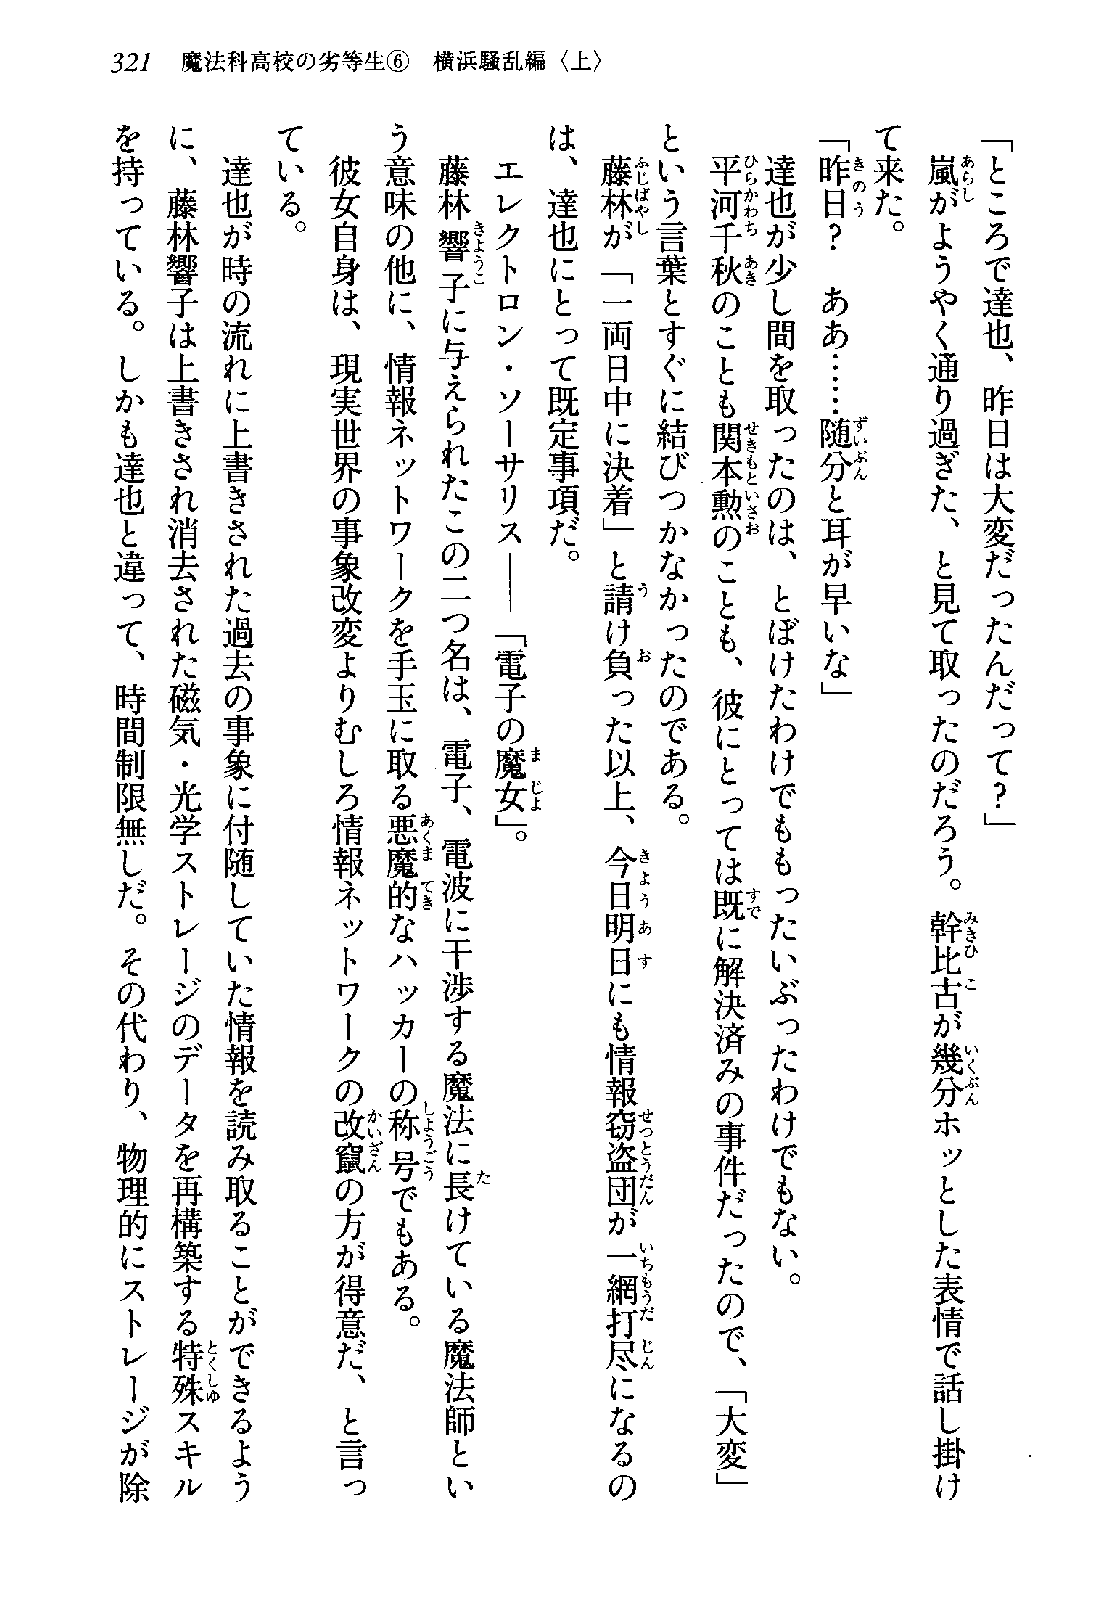 321　魔法科高校の劣等生⑥　横浜騒乱編〈上〉
「ところで達也、昨日は大変だったんだって？」
嵐がようやく通り過ぎた、と見て取ったのだろう。幹比古が幾分ホッとした表情で話し掛け
て来た。
「昨日？　ああ……随分と耳が早いな」
達也が少し間を取ったのは、とぼけたわけでももったいぶったわけでもない。
平河千秋のことも関本勲のことも、彼にとっては既に解決済みの事件だったので、「大変」
という言葉とすぐに結びつかなかったのである。
藤林が「一両日中に決着」と請け負った以上、今日明日にも情報窃盗団が一網打尽になるの
は、達也にとって既定事項だ。
エレクトロン・ソーサリス――「電子の魔女」。
藤林響子に与えられたこの二つ名は、電子、電波に干渉する魔法に長けている魔法師とい
う意味の他に、情報ネットワークを手玉に取る悪魔的なハッカーの称号でもある。
彼女自身は、現実世界の事象改変よりむしろ情報ネットワークの改竄の方が得意だ、と言っ
ている。
達也が時の流れに上書きされた過去の事象に付随していた情報を読み取ることができるよう
に、藤林響子は上書きされ消去された磁気・光学ストレージのデータを再構築する特殊スキル
を持っている。しかも達也と違って、時間制限無しだ。その代わり、物理的にストレージが除